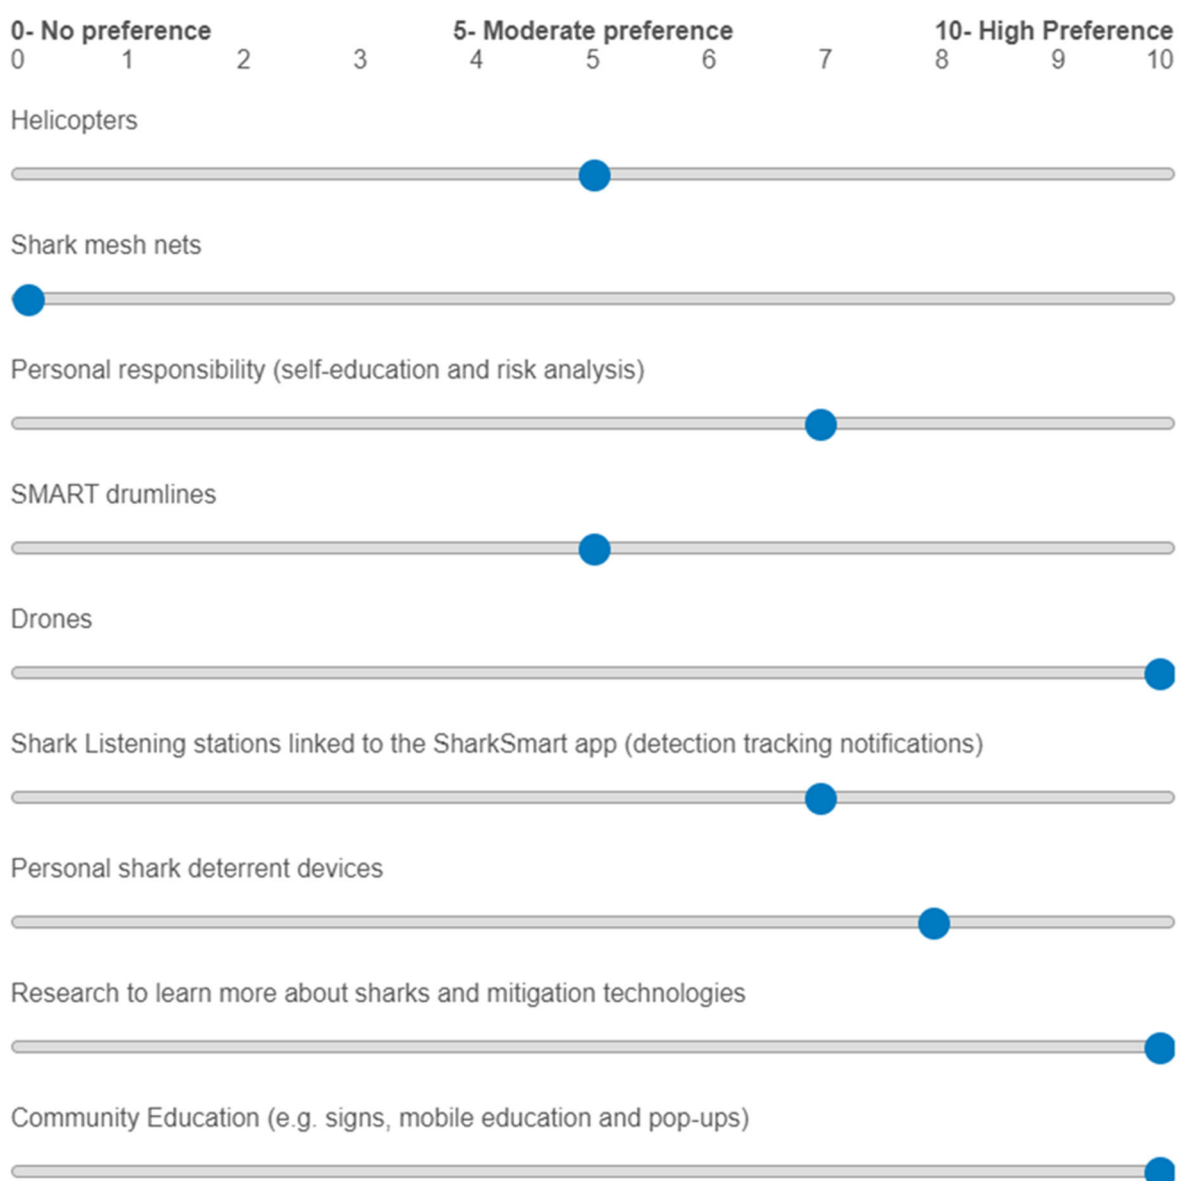 0- No preference 5- Moderate preference 10- High Preference
0 1 2 3 4 5 6 7 8 9 10
Helicopters
Shark mesh nets
Personal responsibility (self-education and risk analysis)
SMART drumlines
Drones
Shark Listening stations linked to the SharkSmart app (detection tracking notifications)
Personal shark deterrent devices
Research to learn more about sharks and mitigation technologies
Community Education (e.g. signs, mobile education and pop-ups)